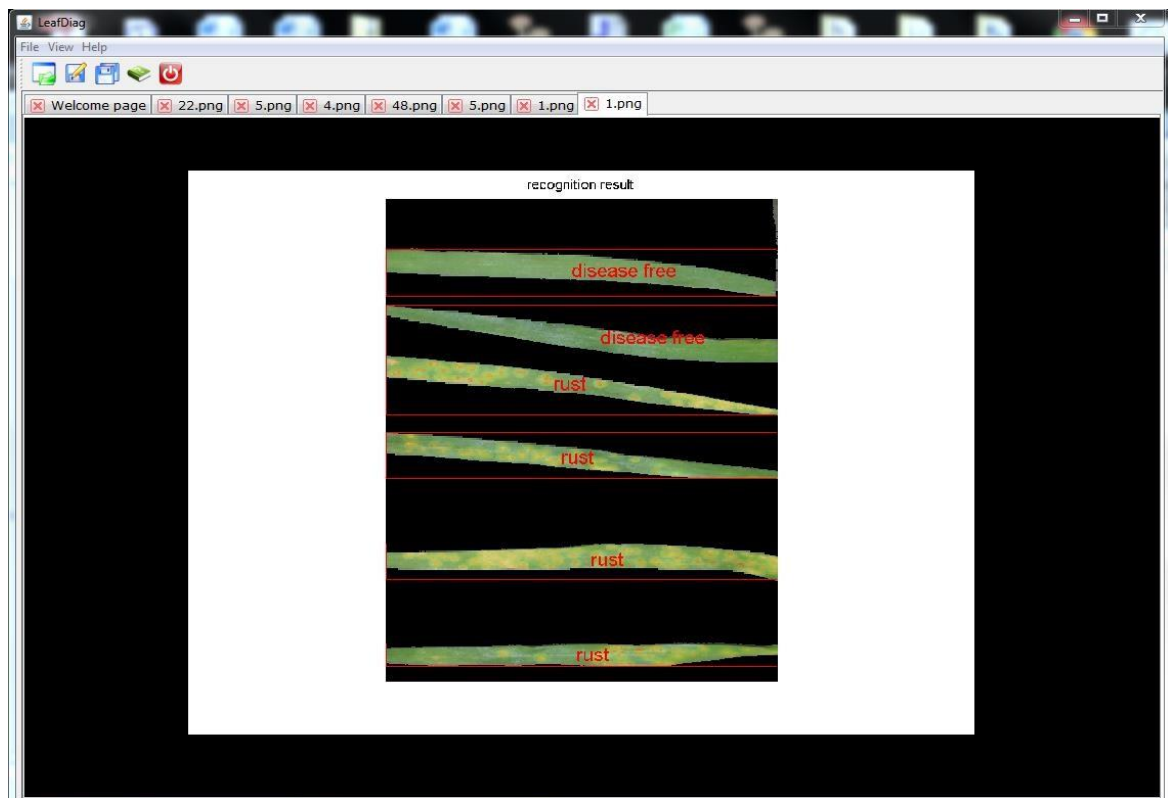 LeafDiag
File View Help
Welcome page 22.png 5.png 4.png 48.png 5.png 1.png 1.png
recognition result
disease free
disease free
rust
rust
rust
rust